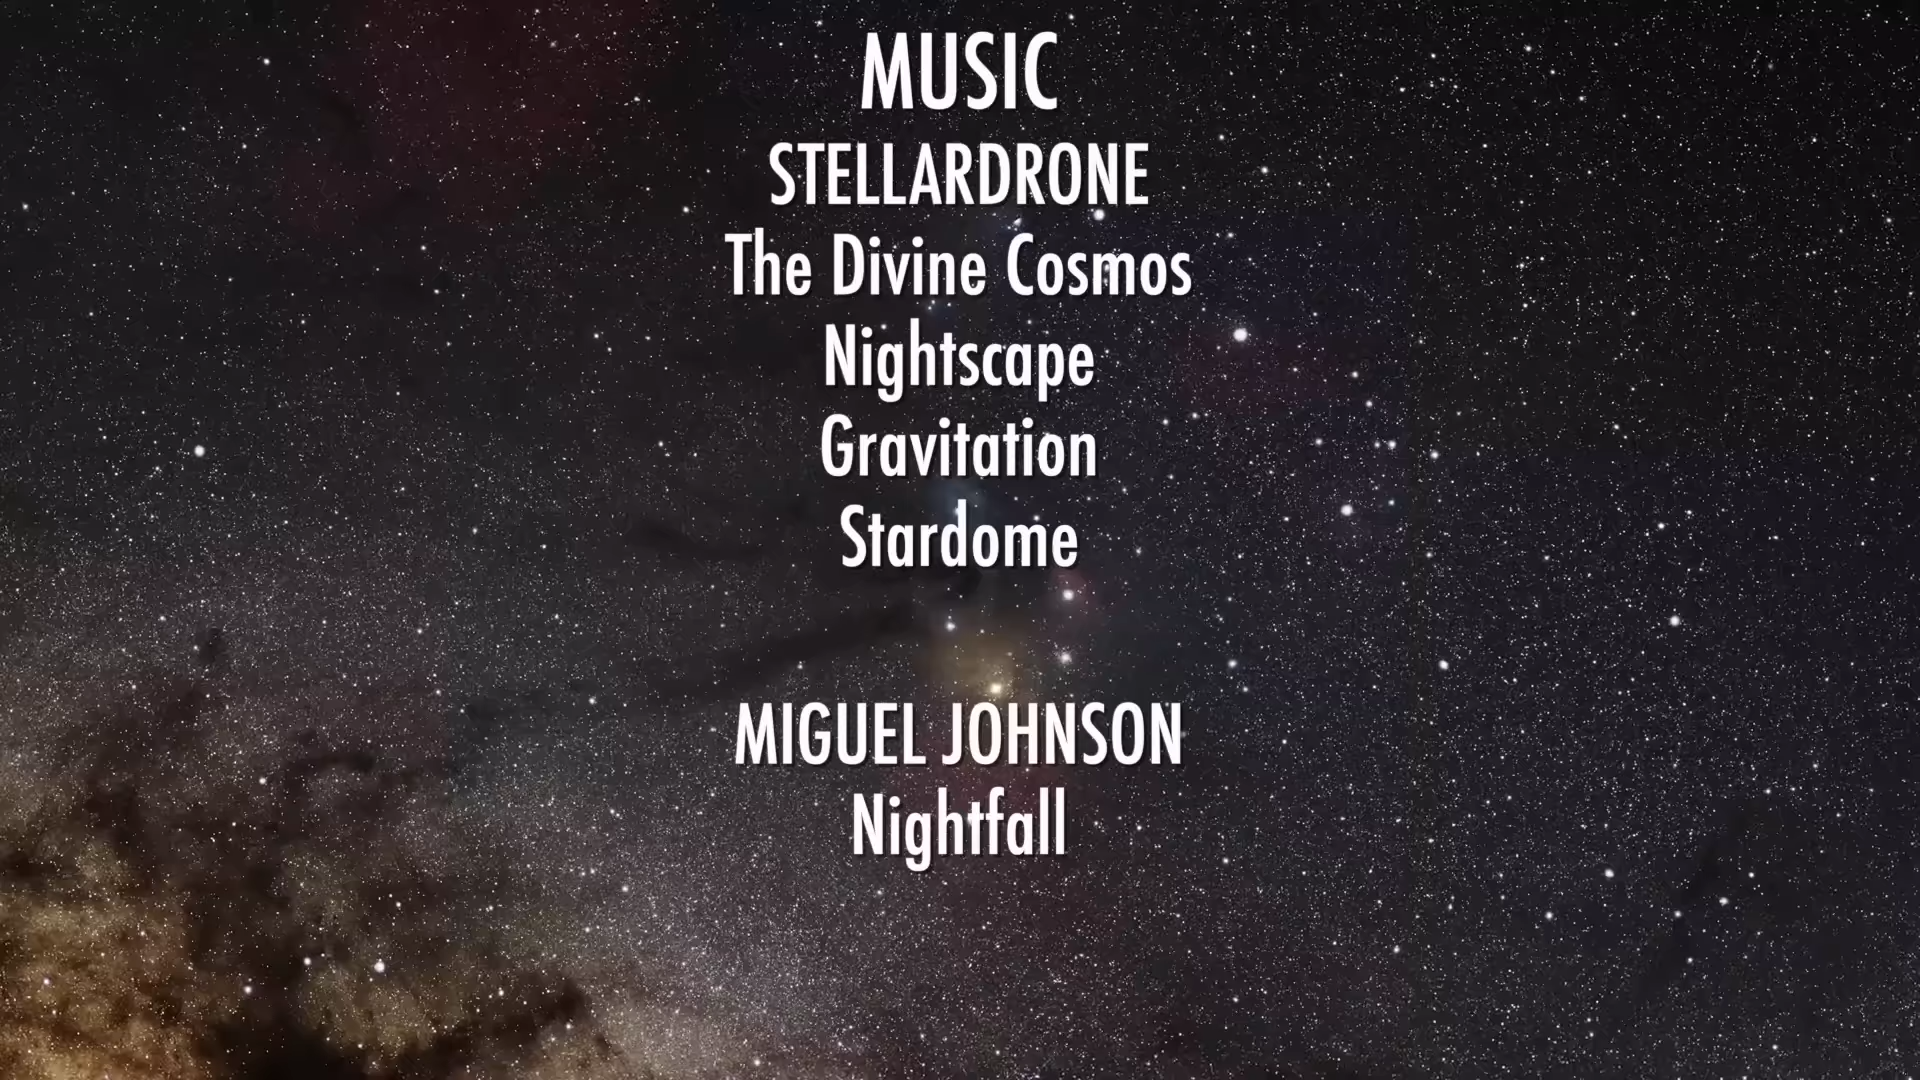 MUSIC
STELLARDRONE
The Divine Cosmos
Nightscape
Gravitation
Stardome
MIGUEL JOHNSON
Nightfall